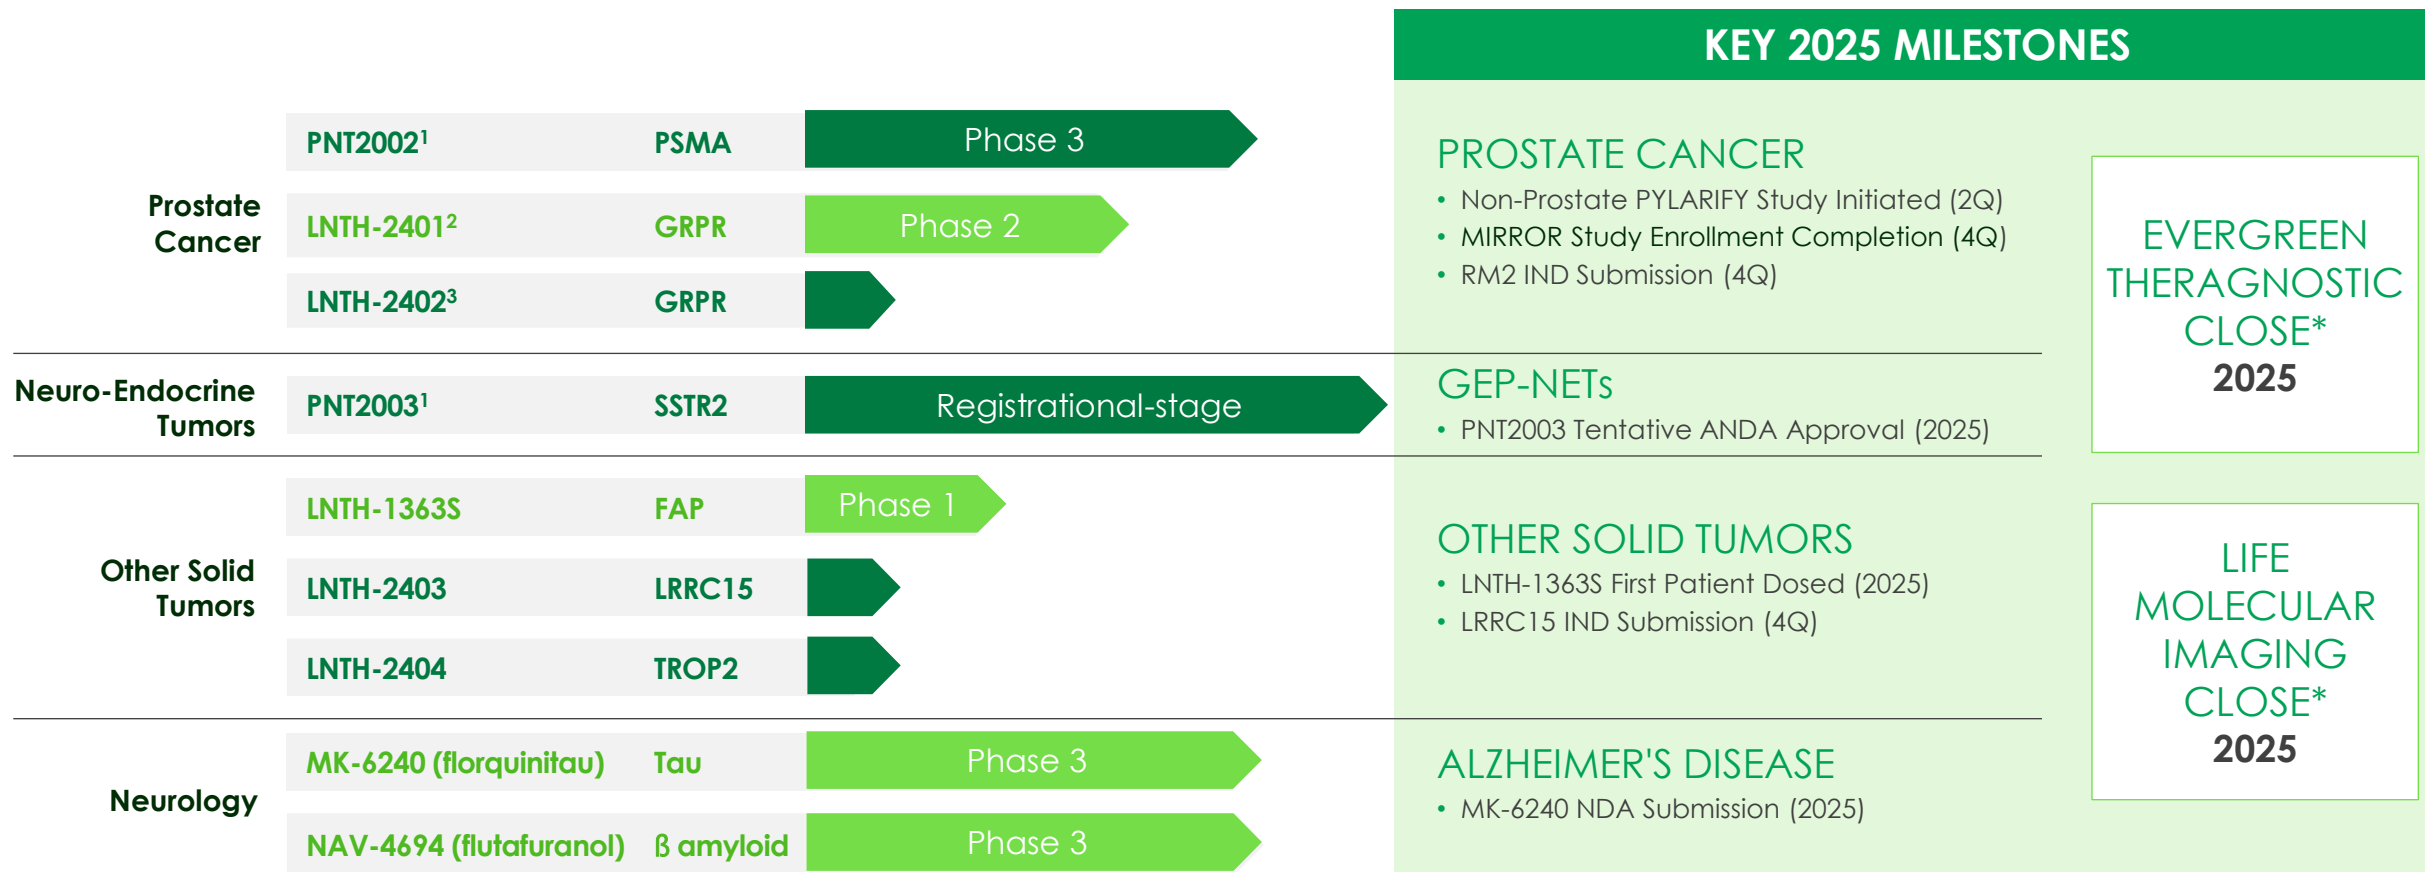 KEY 2025 MILESTONES
Prostate
Cancer
PNT2002¹ PSMA Phase 3
LNTH-2401² GRPR Phase 2
LNTH-2402³ GRPR
Neuro-Endocrine
Tumors
PNT2003¹ SSTR2 Registrational-stage
Other Solid
Tumors
LNTH-1363S FAP Phase 1
LNTH-2403 LRRC15
LNTH-2404 TROP2
Neurology
MK-6240 (florquinitau) Tau Phase 3
NAV-4694 (flutafuranol) ß amyloid Phase 3
PROSTATE CANCER
• Non-Prostate PYLARIFY Study Initiated (2Q)
• MIRROR Study Enrollment Completion (4Q)
• RM2 IND Submission (4Q)
GEP-NETs
• PNT2003 Tentative ANDA Approval (2025)
OTHER SOLID TUMORS
• LNTH-1363S First Patient Dosed (2025)
• LRRC15 IND Submission (4Q)
ALZHEIMER'S DISEASE
• MK-6240 NDA Submission (2025)
EVERGREEN
THERAGNOSTIC
CLOSE*
2025
LIFE
MOLECULAR
IMAGING
CLOSE*
2025